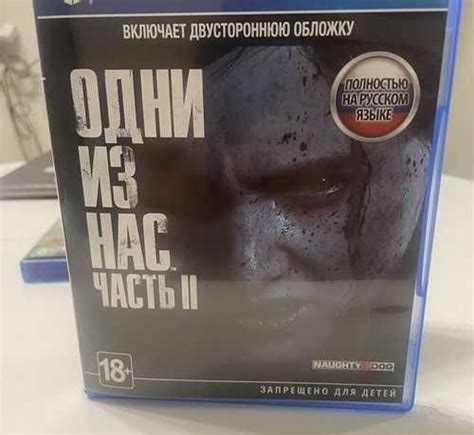 ВКЛЮЧАЕТ ДВУСТОРОННЮЮ ОБЛОЖКУ
ПОЛНОСТЬЮ
НА РУССКОМ
ЯЗЫКЕ
ОДНИ
ИЗ
НАС
ЧАСТЬ II
18+
NAUGHTY DOG
ЗАПРЕЩЕНО ДЛЯ ДЕТЕЙ